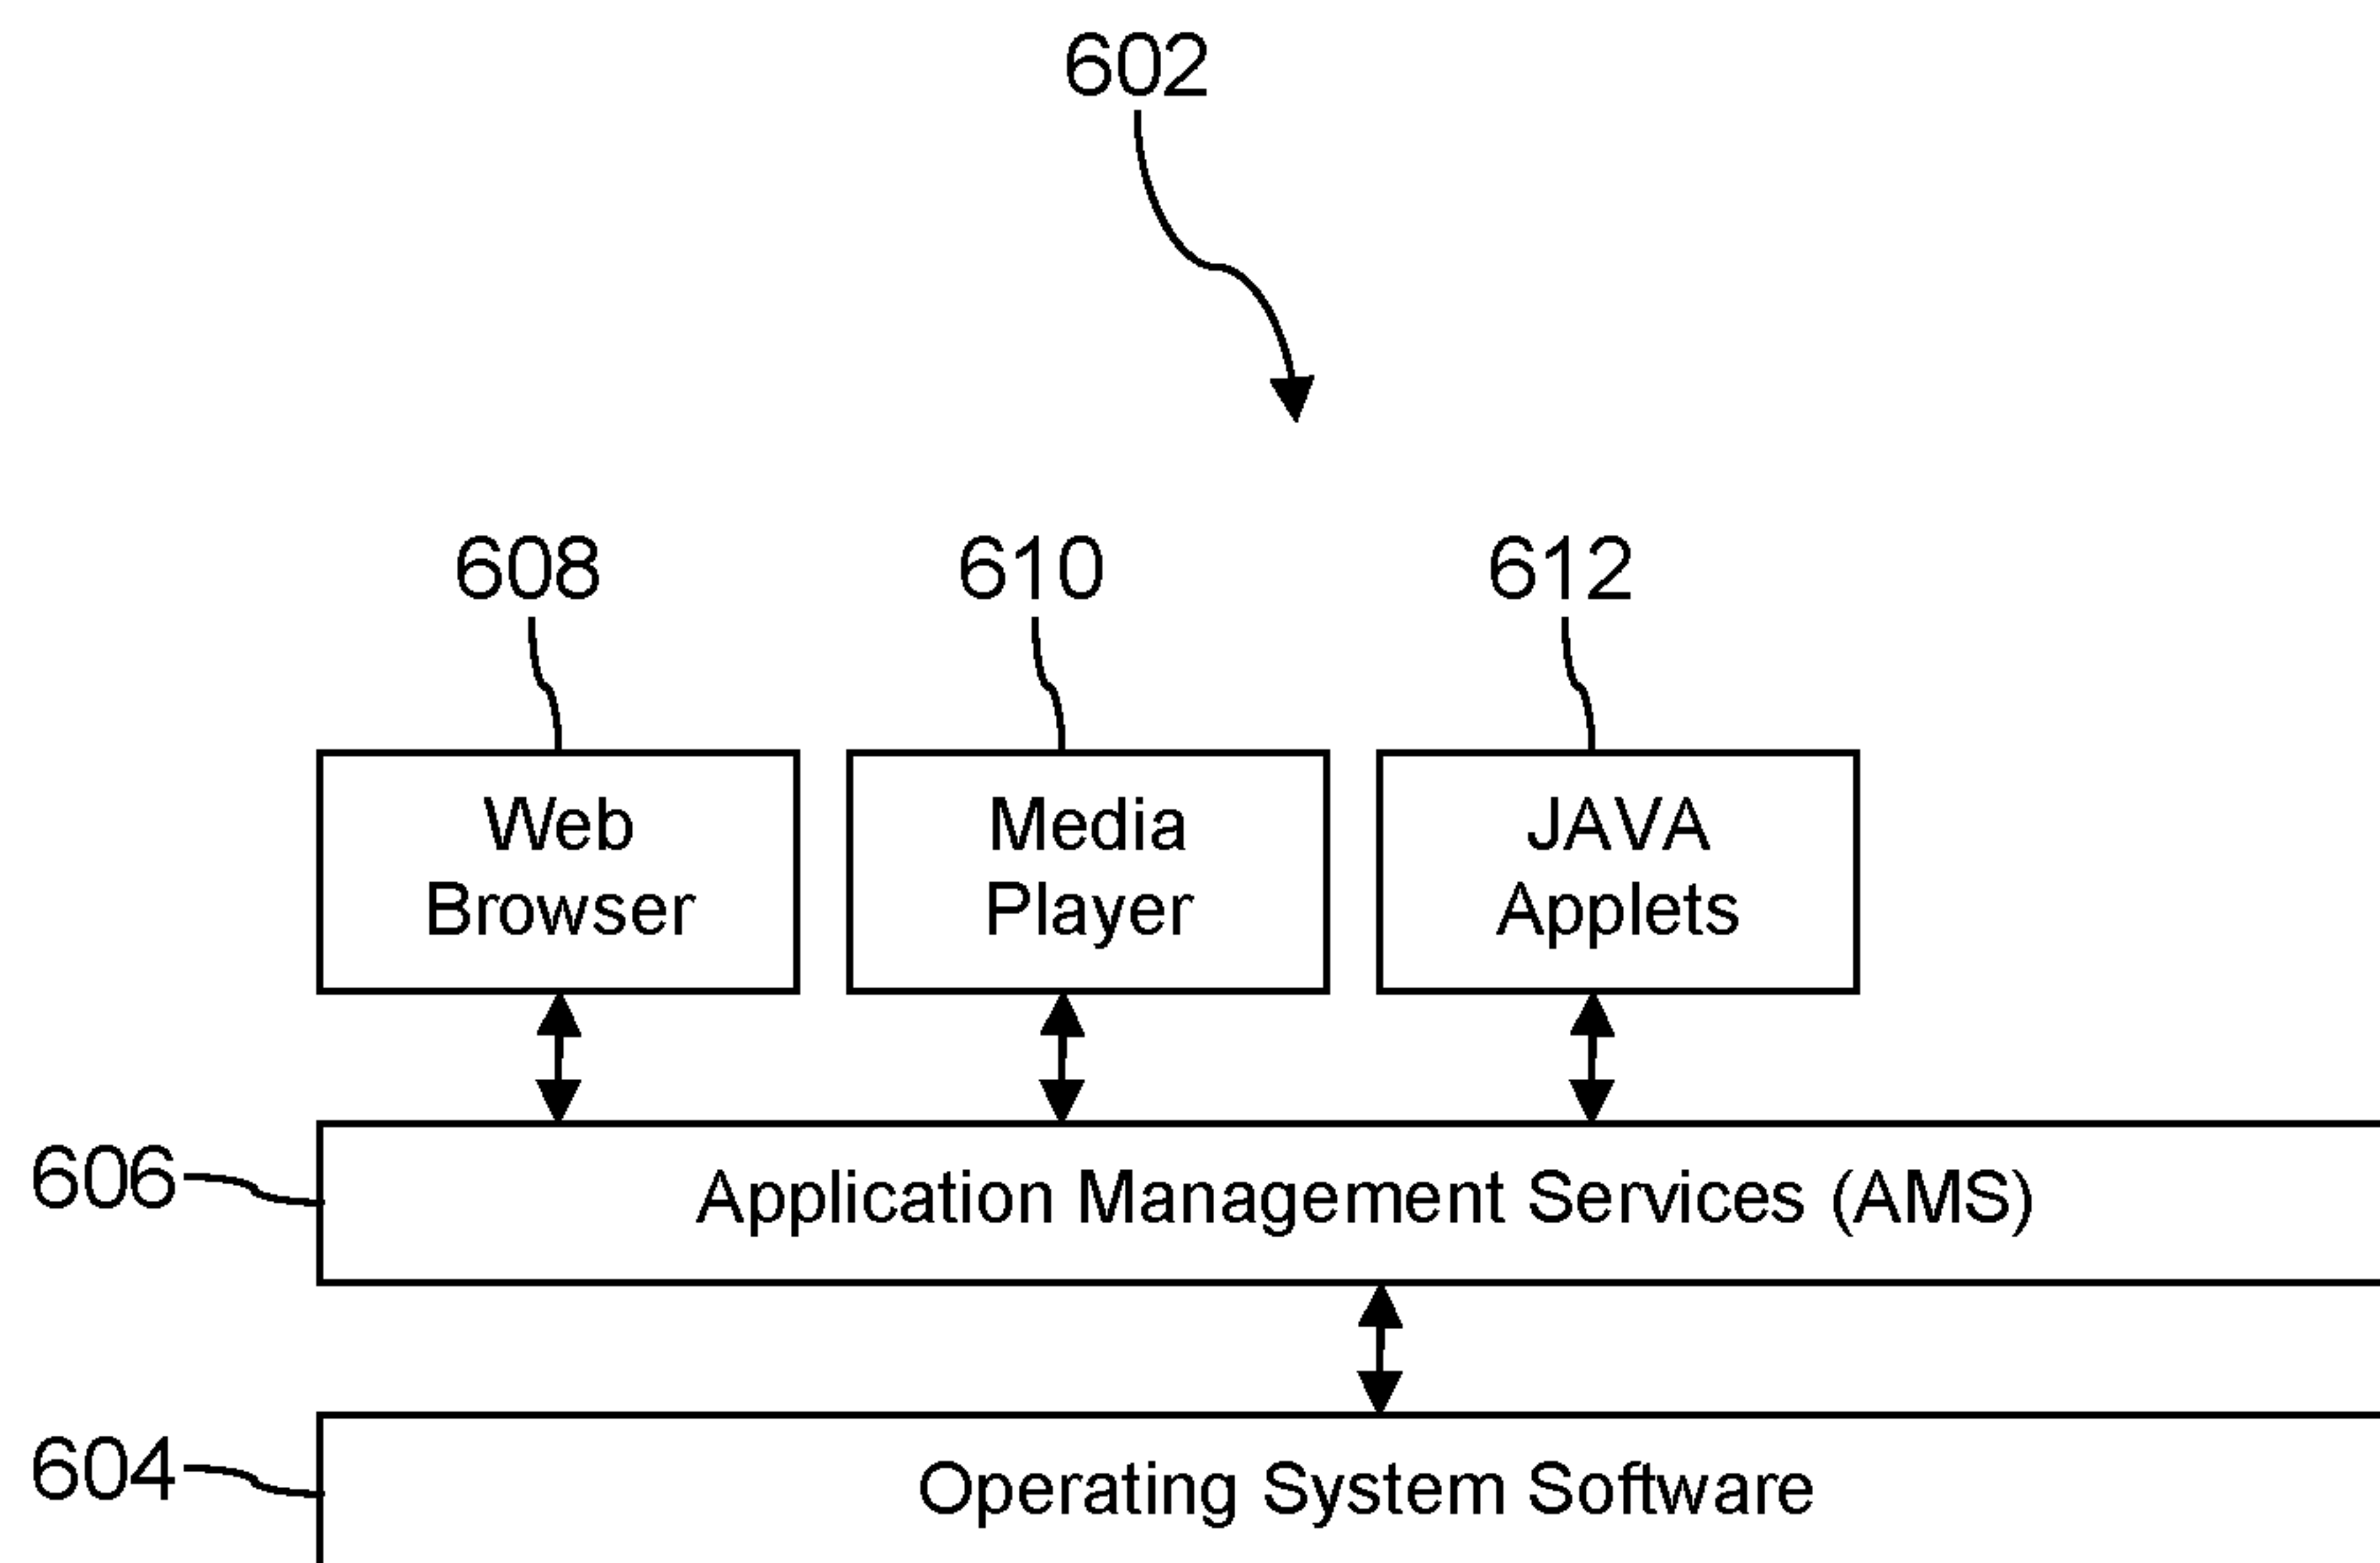 602
608
610
612
Web
Browser
Media
Player
JAVA
Applets
606
Application Management Services (AMS)
604
Operating System Software